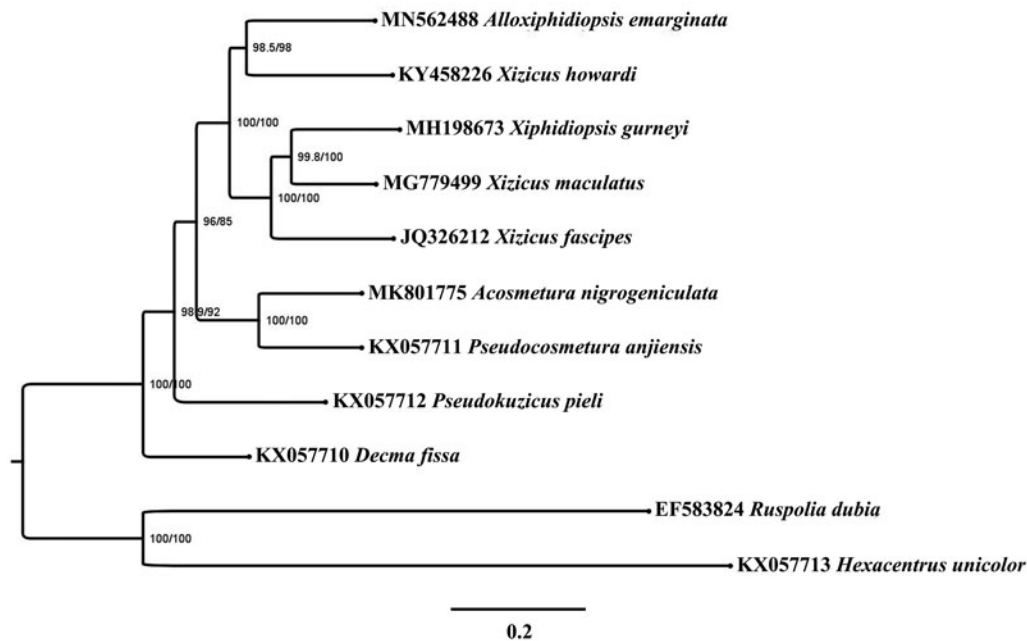 MN562488 Alloxiphidiopsis emarginata
98.5/98
KY458226 Xizicus howardi
100/100
MH198673 Xiphidiopsis gurneyi
99.8/100
MG779499 Xizicus maculatus
100/100
96/85
JQ326212 Xizicus fascipes
MK801775 Acosmetura nigrogeniculata
98.9/92
100/100
KX057711 Pseudocosmetura anjiensis
100/100
KX057712 Pseudokuzicus pieli
KX057710 Decma fissa
EF583824 Ruspolia dubia
100/100
KX057713 Hexacentrus unicolor
0.2